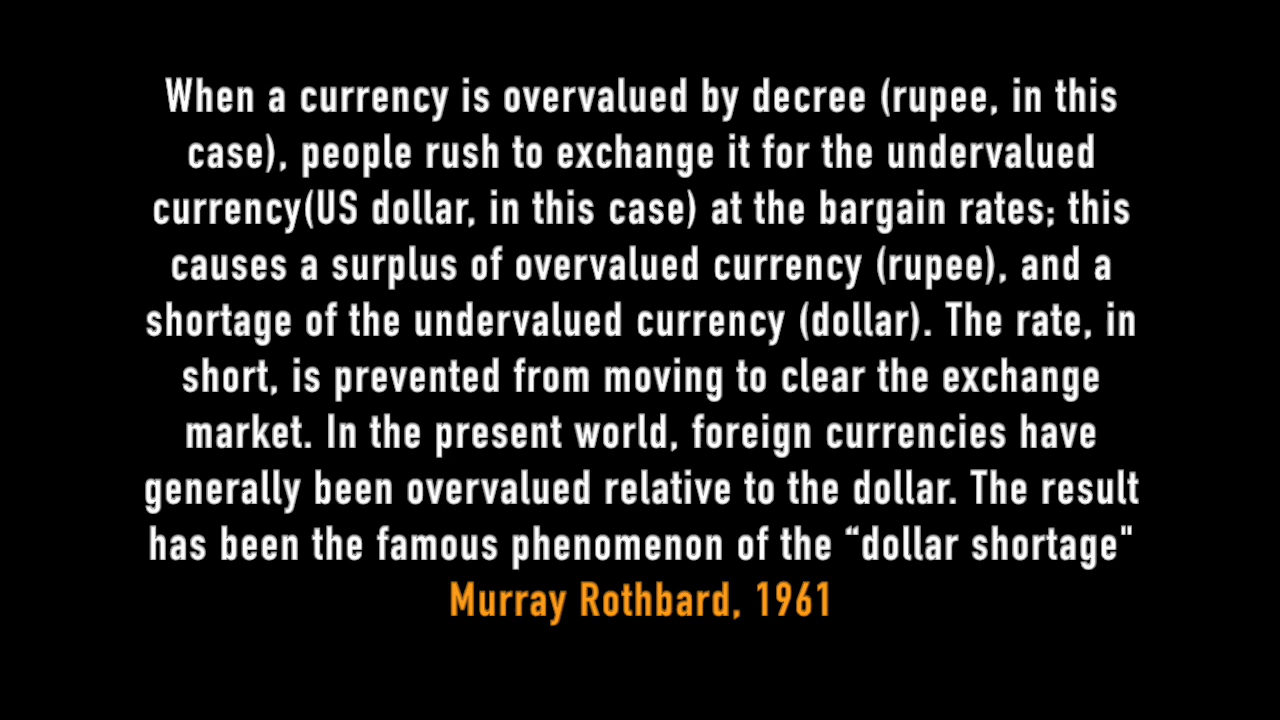 When a currency is overvalued by decree (rupee, in this
case), people rush to exchange it for the undervalued
currency(US dollar, in this case) at the bargain rates; this
causes a surplus of overvalued currency (rupee), and a
shortage of the undervalued currency (dollar). The rate, in
short, is prevented from moving to clear the exchange
market. In the present world, foreign currencies have
generally been overvalued relative to the dollar. The result
has been the famous phenomenon of the “dollar shortage"
Murray Rothbard, 1961